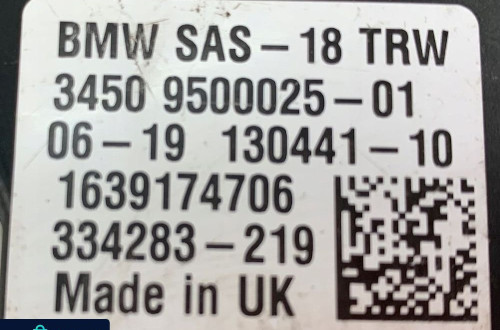 BMW SAS-18 TRW
3450 9500025-01
06-19 130441-10
1639174706
334283-219
Made in UK